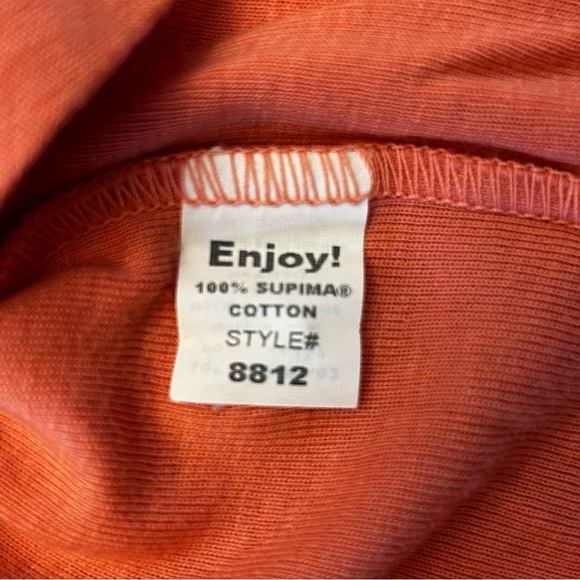 Enjoy!
100% SUPIMA®
COTTON
STYLE#
8812